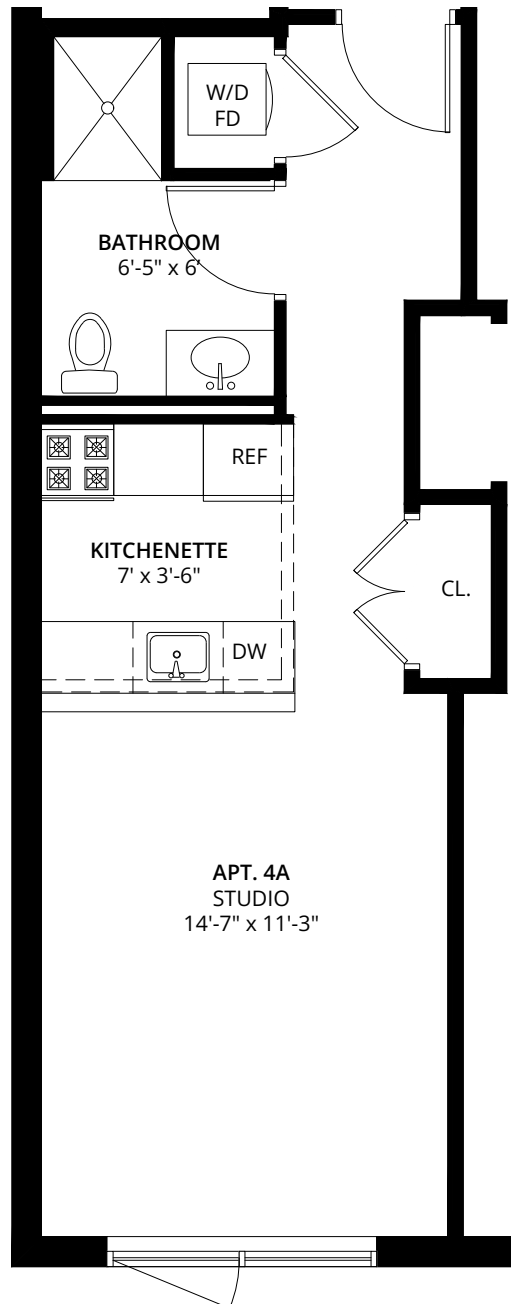 W/D
FD
BATHROOM
6'-5" x 6'
REF
KITCHENETTE
7' x 3'-6"
CL.
DW
APT. 4A
STUDIO
14'-7" x 11'-3"